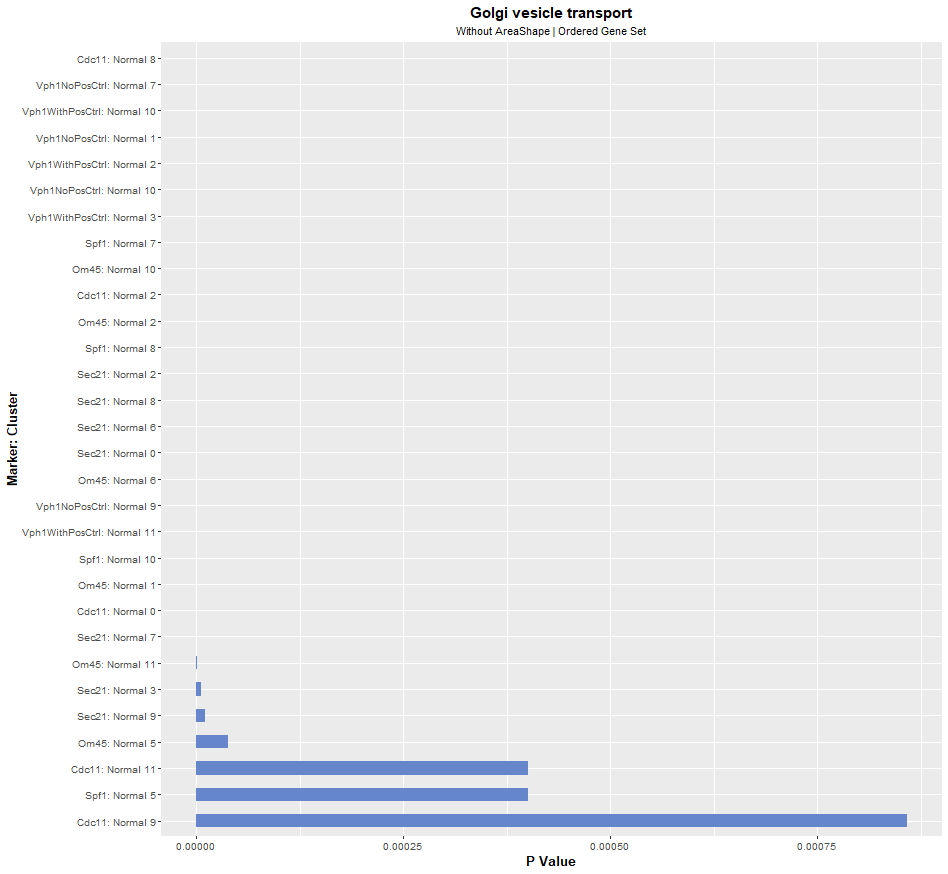 Golgi vesicle transport
Without AreaShape | Ordered Gene Set
Marker: Cluster
Cdc11: Normal 8
Vph1NoPosCtrl: Normal 7
Vph1WithPosCtrl: Normal 10
Vph1NoPosCtrl: Normal 1
Vph1WithPosCtrl: Normal 2
Vph1NoPosCtrl: Normal 10
Vph1WithPosCtrl: Normal 3
Spf1: Normal 7
Om45: Normal 10
Cdc11: Normal 2
Om45: Normal 2
Spf1: Normal 8
Sec21: Normal 2
Sec21: Normal 8
Sec21: Normal 6
Sec21: Normal 0
Om45: Normal 6
Vph1NoPosCtrl: Normal 9
Vph1WithPosCtrl: Normal 11
Spf1: Normal 10
Om45: Normal 1
Cdc11: Normal 0
Sec21: Normal 7
Om45: Normal 11
Sec21: Normal 3
Sec21: Normal 9
Om45: Normal 5
Cdc11: Normal 11
Spf1: Normal 5
Cdc11: Normal 9
0.00000 0.00025 0.00050 0.00075
P Value